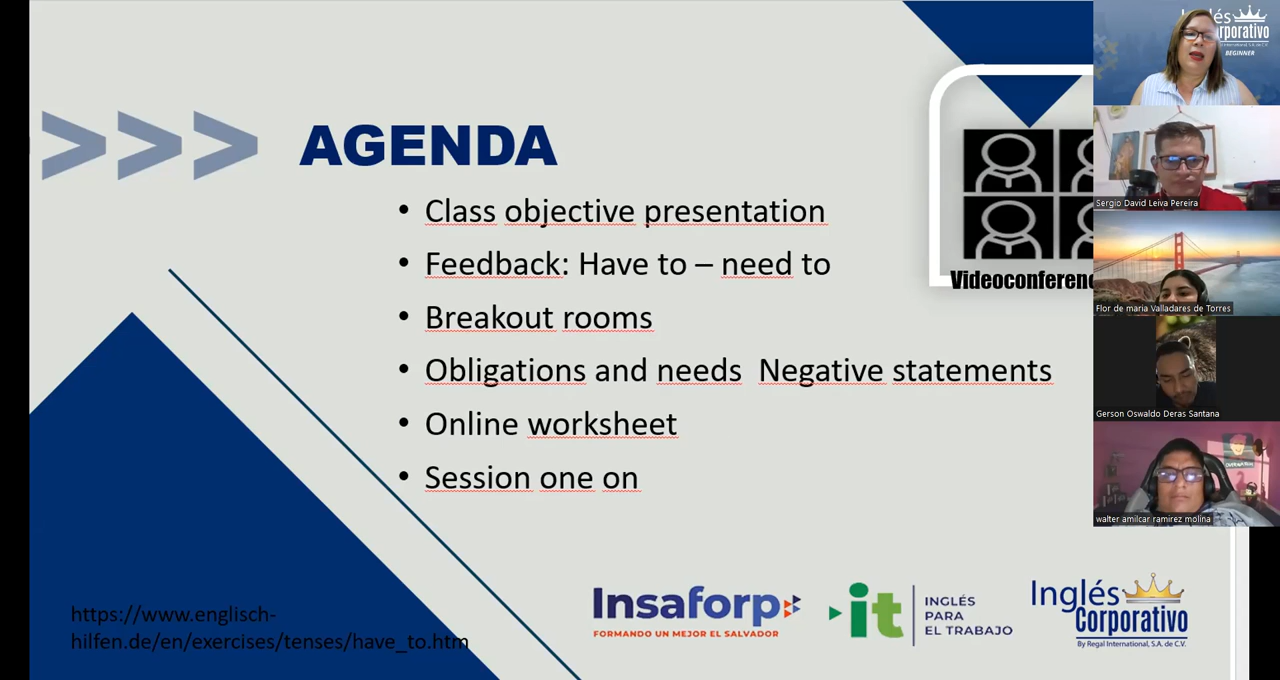 AGENDA
• Class objective presentation
• Feedback: Have to – need to
• Breakout rooms
• Obligations and needs Negative statements
• Online worksheet
• Session one on
https://www.englisch-
hilfen.de/en/exercises/tenses/have_to.htm
Insaforp
FORMANDO UN MEJOR EL SALVADOR
it
INGLÉS
PARA
EL TRABAJO
Inglés
Corporativo
By Regal International, S.A. de C.V.
BEGINNER
Sergio David Leiva Pereira
Flor de maria Valladares de Torres
Gerson Oswaldo Deras Santana
walter amilcar ramirez molina